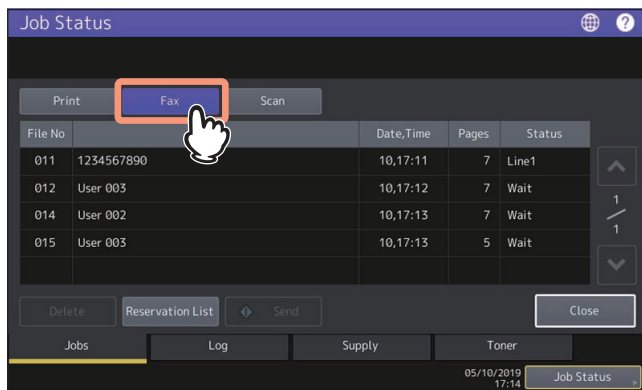 Job Status
?
Print Fax Scan
File No Date,Time Pages Status
011 1234567890 10,17:11 7 Line1
012 User 003 10,17:12 7 Wait
014 User 002 10,17:13 7 Wait
015 User 003 10,17:13 5 Wait
1
1
Delete Reservation List Send Close
Jobs Log Supply Toner
05/10/2019
17:14 Job Status